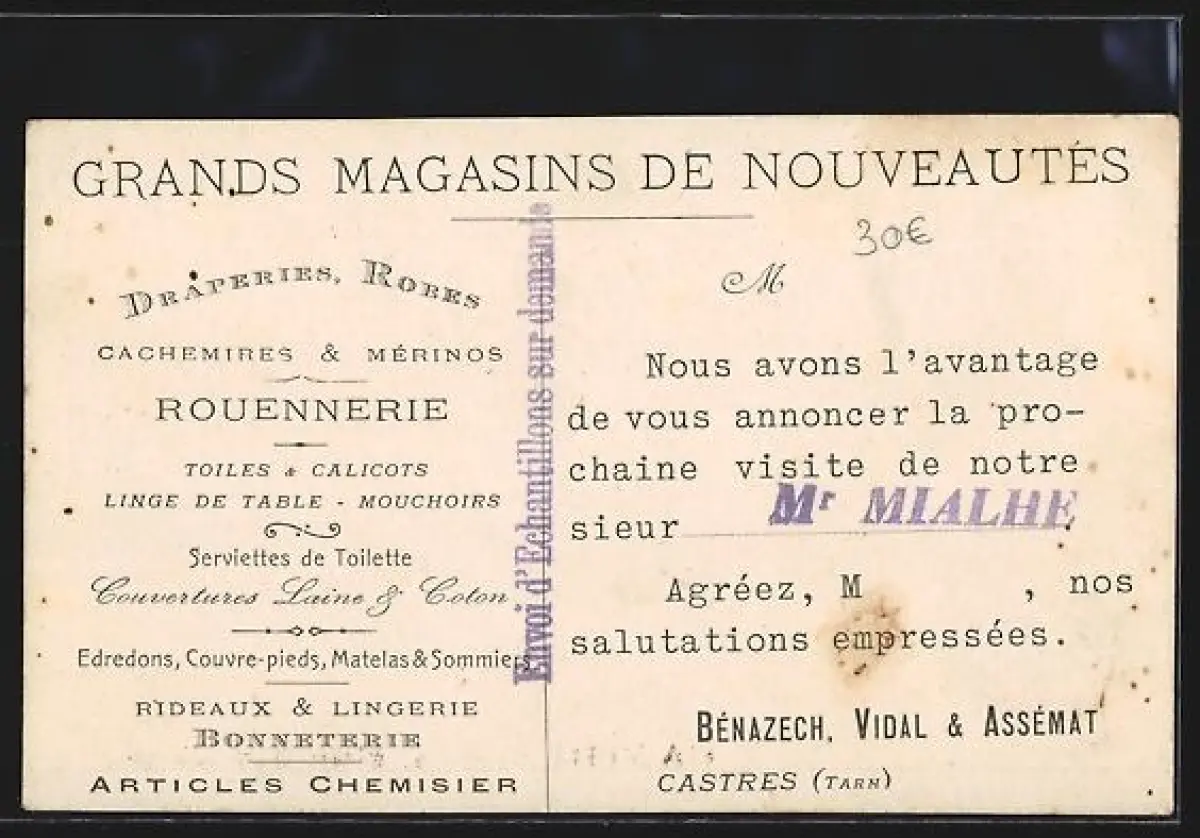 GRANDS MAGASINS DE NOUVEAUTÉS
DRAPERIES, ROBES
CACHEMIRES & MÉRINOS
ROUENNERIE
TOILES & CALICOTS
LINGE DE TABLE - MOUCHOIRS
Serviettes de Toilette
Couvertures Laine & Coton
Edredons, Couvre-pieds, Matelas & Sommiers
RIDEAUX & LINGERIE
BONNETERIE
ARTICLES CHEMISIER
Envoi d'Echantillons sur demande
30€
M
Nous avons l'avantage
de vous annoncer la pro-
chaine visite de notre
sieur Mr MIALHE
Agréez, M , nos
salutations empressées.
BÉNAZECH, VIDAL & ASSÉMAT
CASTRES (TARN)